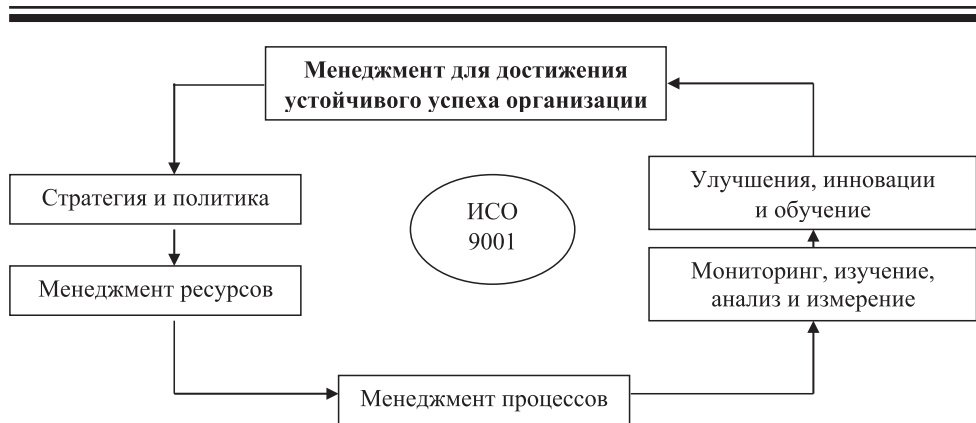 Менеджмент для достижения
устойчивого успеха организации
Стратегия и политика
Менеджмент ресурсов
ИСО
9001
Улучшения, инновации
и обучение
Мониторинг, изучение,
анализ и измерение
Менеджмент процессов